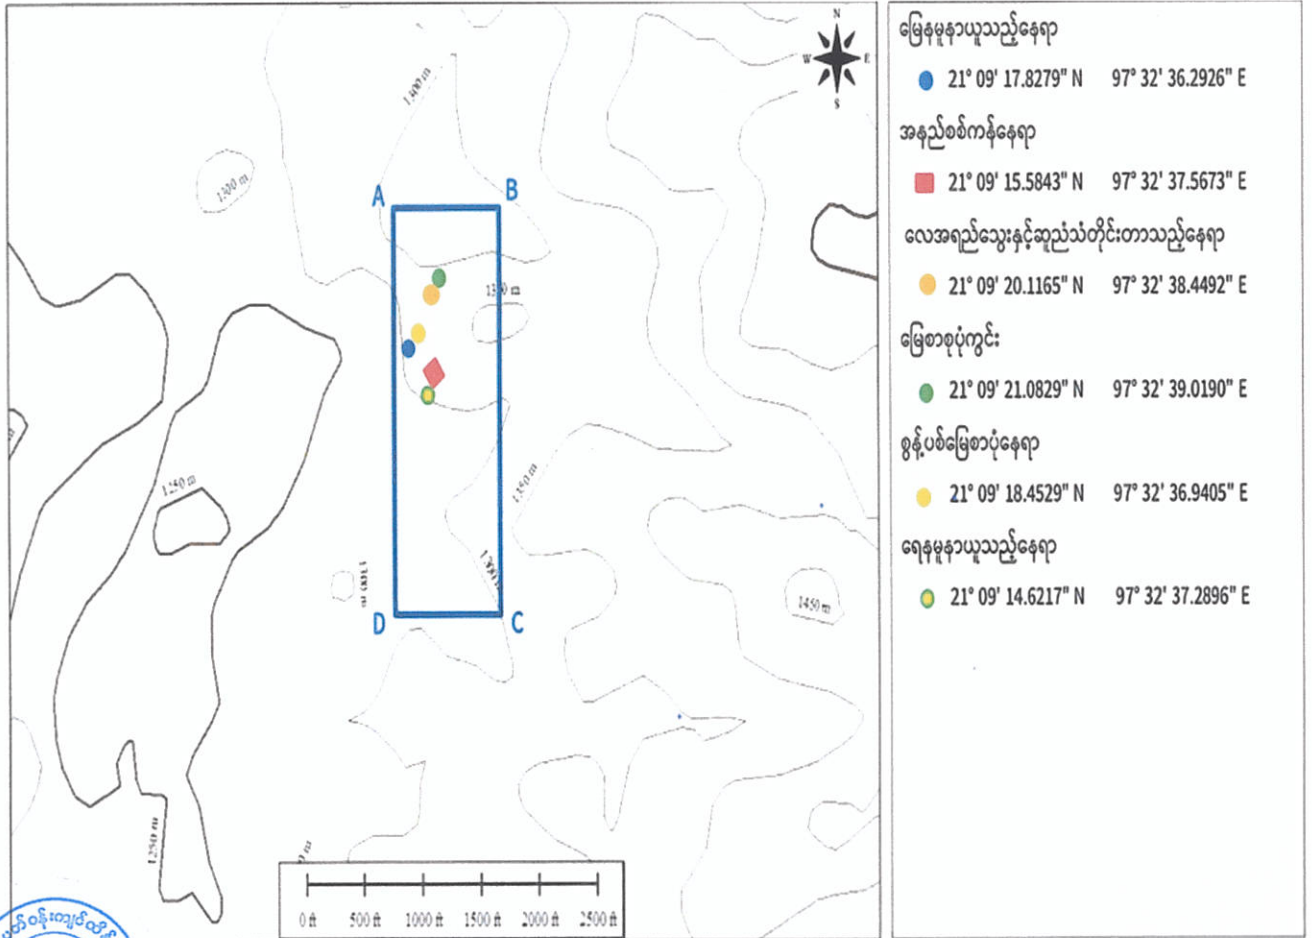 N
W E
S
1400 m
1300 m
A B
1350 m
1250 m
1350 m
1300 m
1300 m
D C
1450 m
1250 m
0 ft 500 ft 1000 ft 1500 ft 2000 ft 2500 ft
မြေနမူနာယူသည့်နေရာ
21° 09' 17.8279" N 97° 32' 36.2926" E
အနည်စစ်ကန်နေရာ
21° 09' 15.5843" N 97° 32' 37.5673" E
လေအရည်သွေးနှင့်ဆူညံသံတိုင်းတာသည့်နေရာ
21° 09' 20.1165" N 97° 32' 38.4492" E
မြေစာစုပုံကွင်း
21° 09' 21.0829" N 97° 32' 39.0190" E
စွန့်ပစ်မြေစာပုံနေရာ
21° 09' 18.4529" N 97° 32' 36.9405" E
ရေနမူနာယူသည့်နေရာ
21° 09' 14.6217" N 97° 32' 37.2896" E